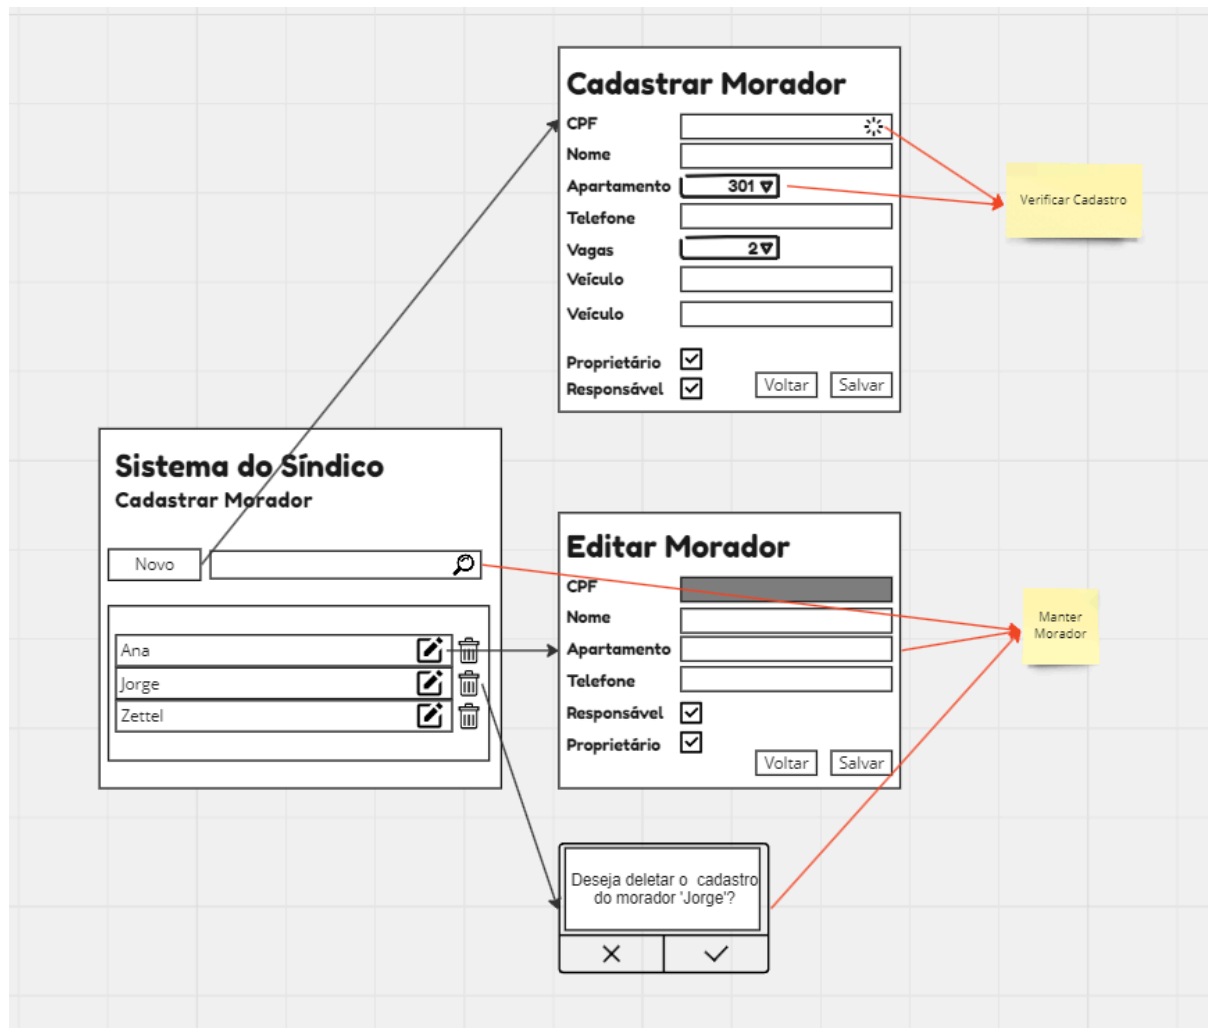 Cadastrar Morador
CPF
Nome
Apartamento 301
Telefone
Vagas 2
Veículo
Veículo
Proprietário
Responsável
Voltar Salvar
Verificar Cadastro
Sistema do Síndico
Cadastrar Morador
Novo
Ana
Jorge
Zettel
Editar Morador
CPF
Nome
Apartamento
Telefone
Responsável
Proprietário
Voltar Salvar
Manter
Morador
Deseja deletar o cadastro
do morador 'Jorge'?